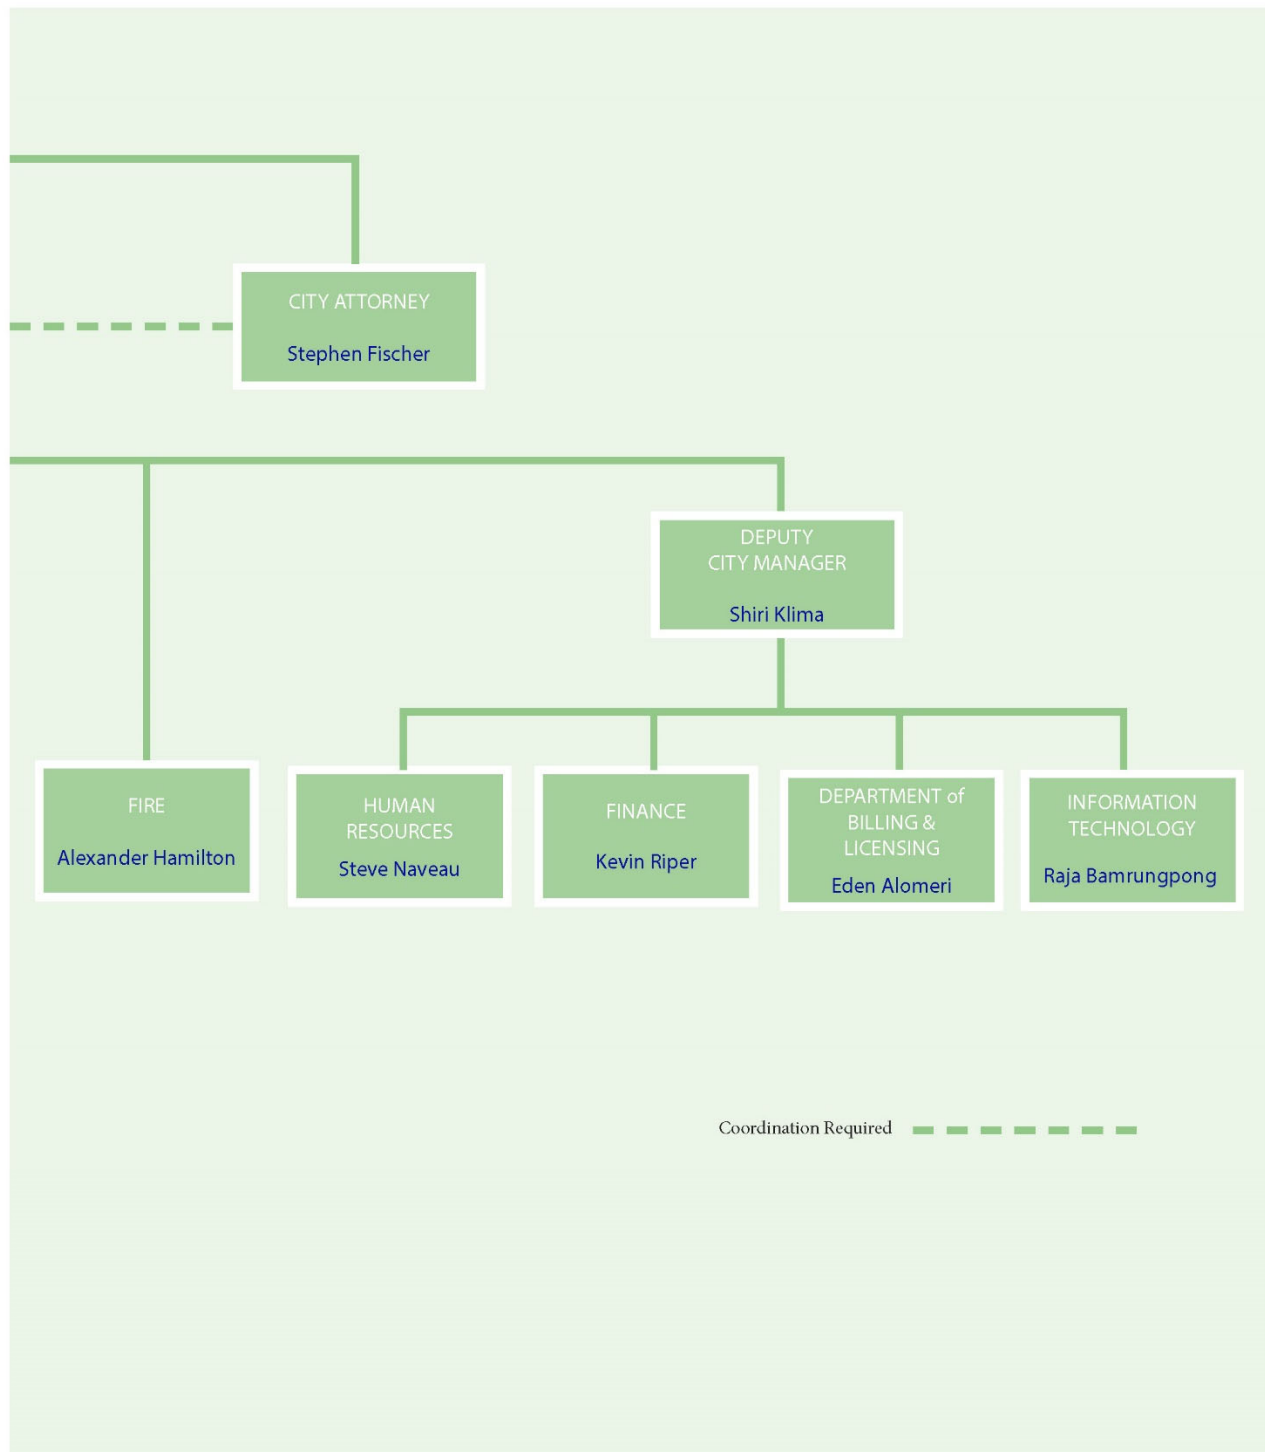 CITY ATTORNEY
Stephen Fischer
DEPUTY
CITY MANAGER
Shiri Klima
FIRE
Alexander Hamilton
HUMAN
RESOURCES
Steve Naveau
FINANCE
Kevin Riper
DEPARTMENT of
BILLING &
LICENSING
Eden Alomeri
INFORMATION
TECHNOLOGY
Raja Bamrungpong
Coordination Required